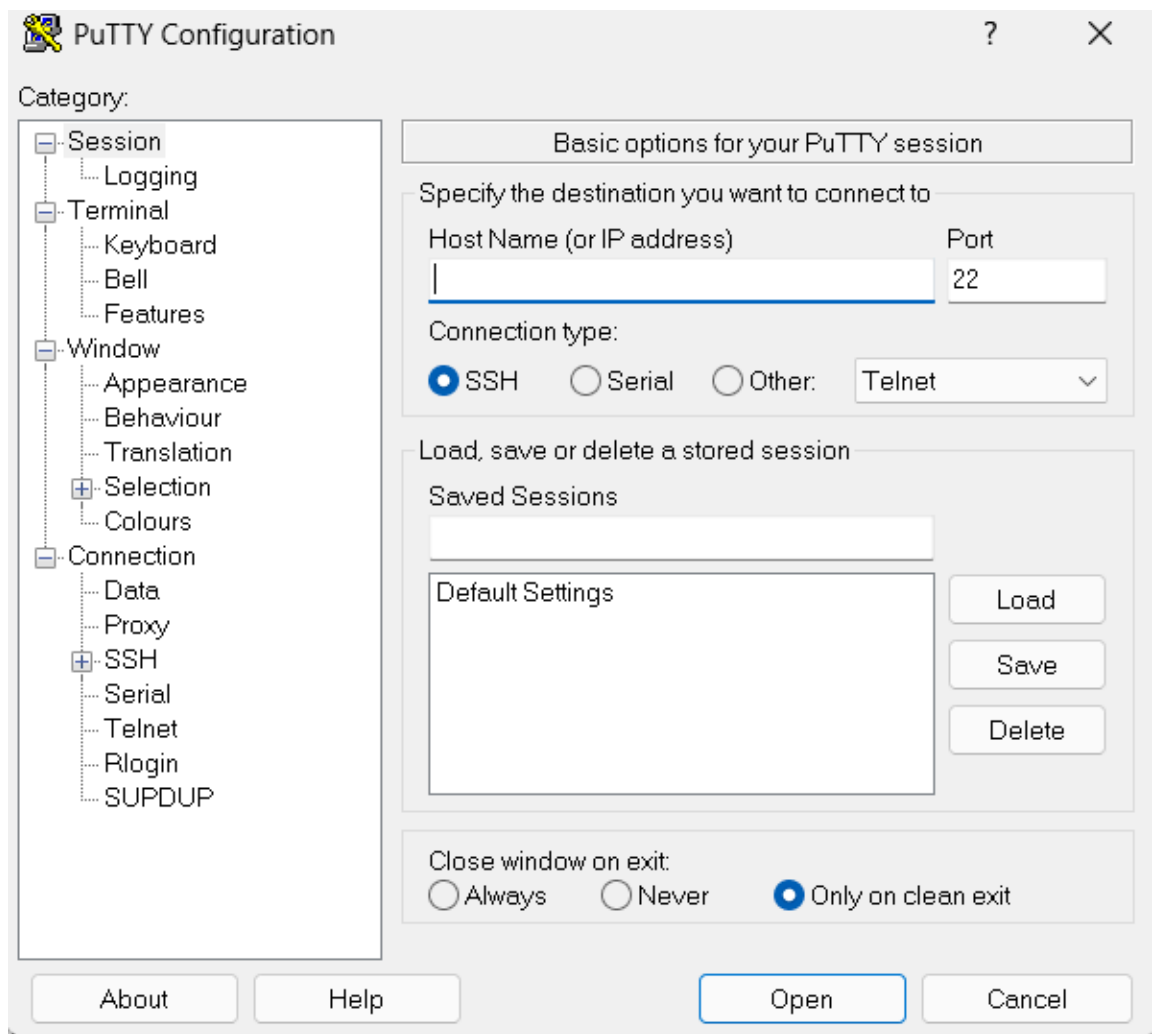 PuTTY Configuration
?
Category:
Session
Logging
Terminal
Keyboard
Bell
Features
Window
Appearance
Behaviour
Translation
Selection
Colours
Connection
Data
Proxy
SSH
Serial
Telnet
Rlogin
SUPDUP
Basic options for your PuTTY session
Specify the destination you want to connect to
Host Name (or IP address) Port
22
Connection type:
SSH Serial Other: Telnet
Load, save or delete a stored session
Saved Sessions
Default Settings
Load
Save
Delete
Close window on exit:
Always Never Only on clean exit
About Help Open Cancel